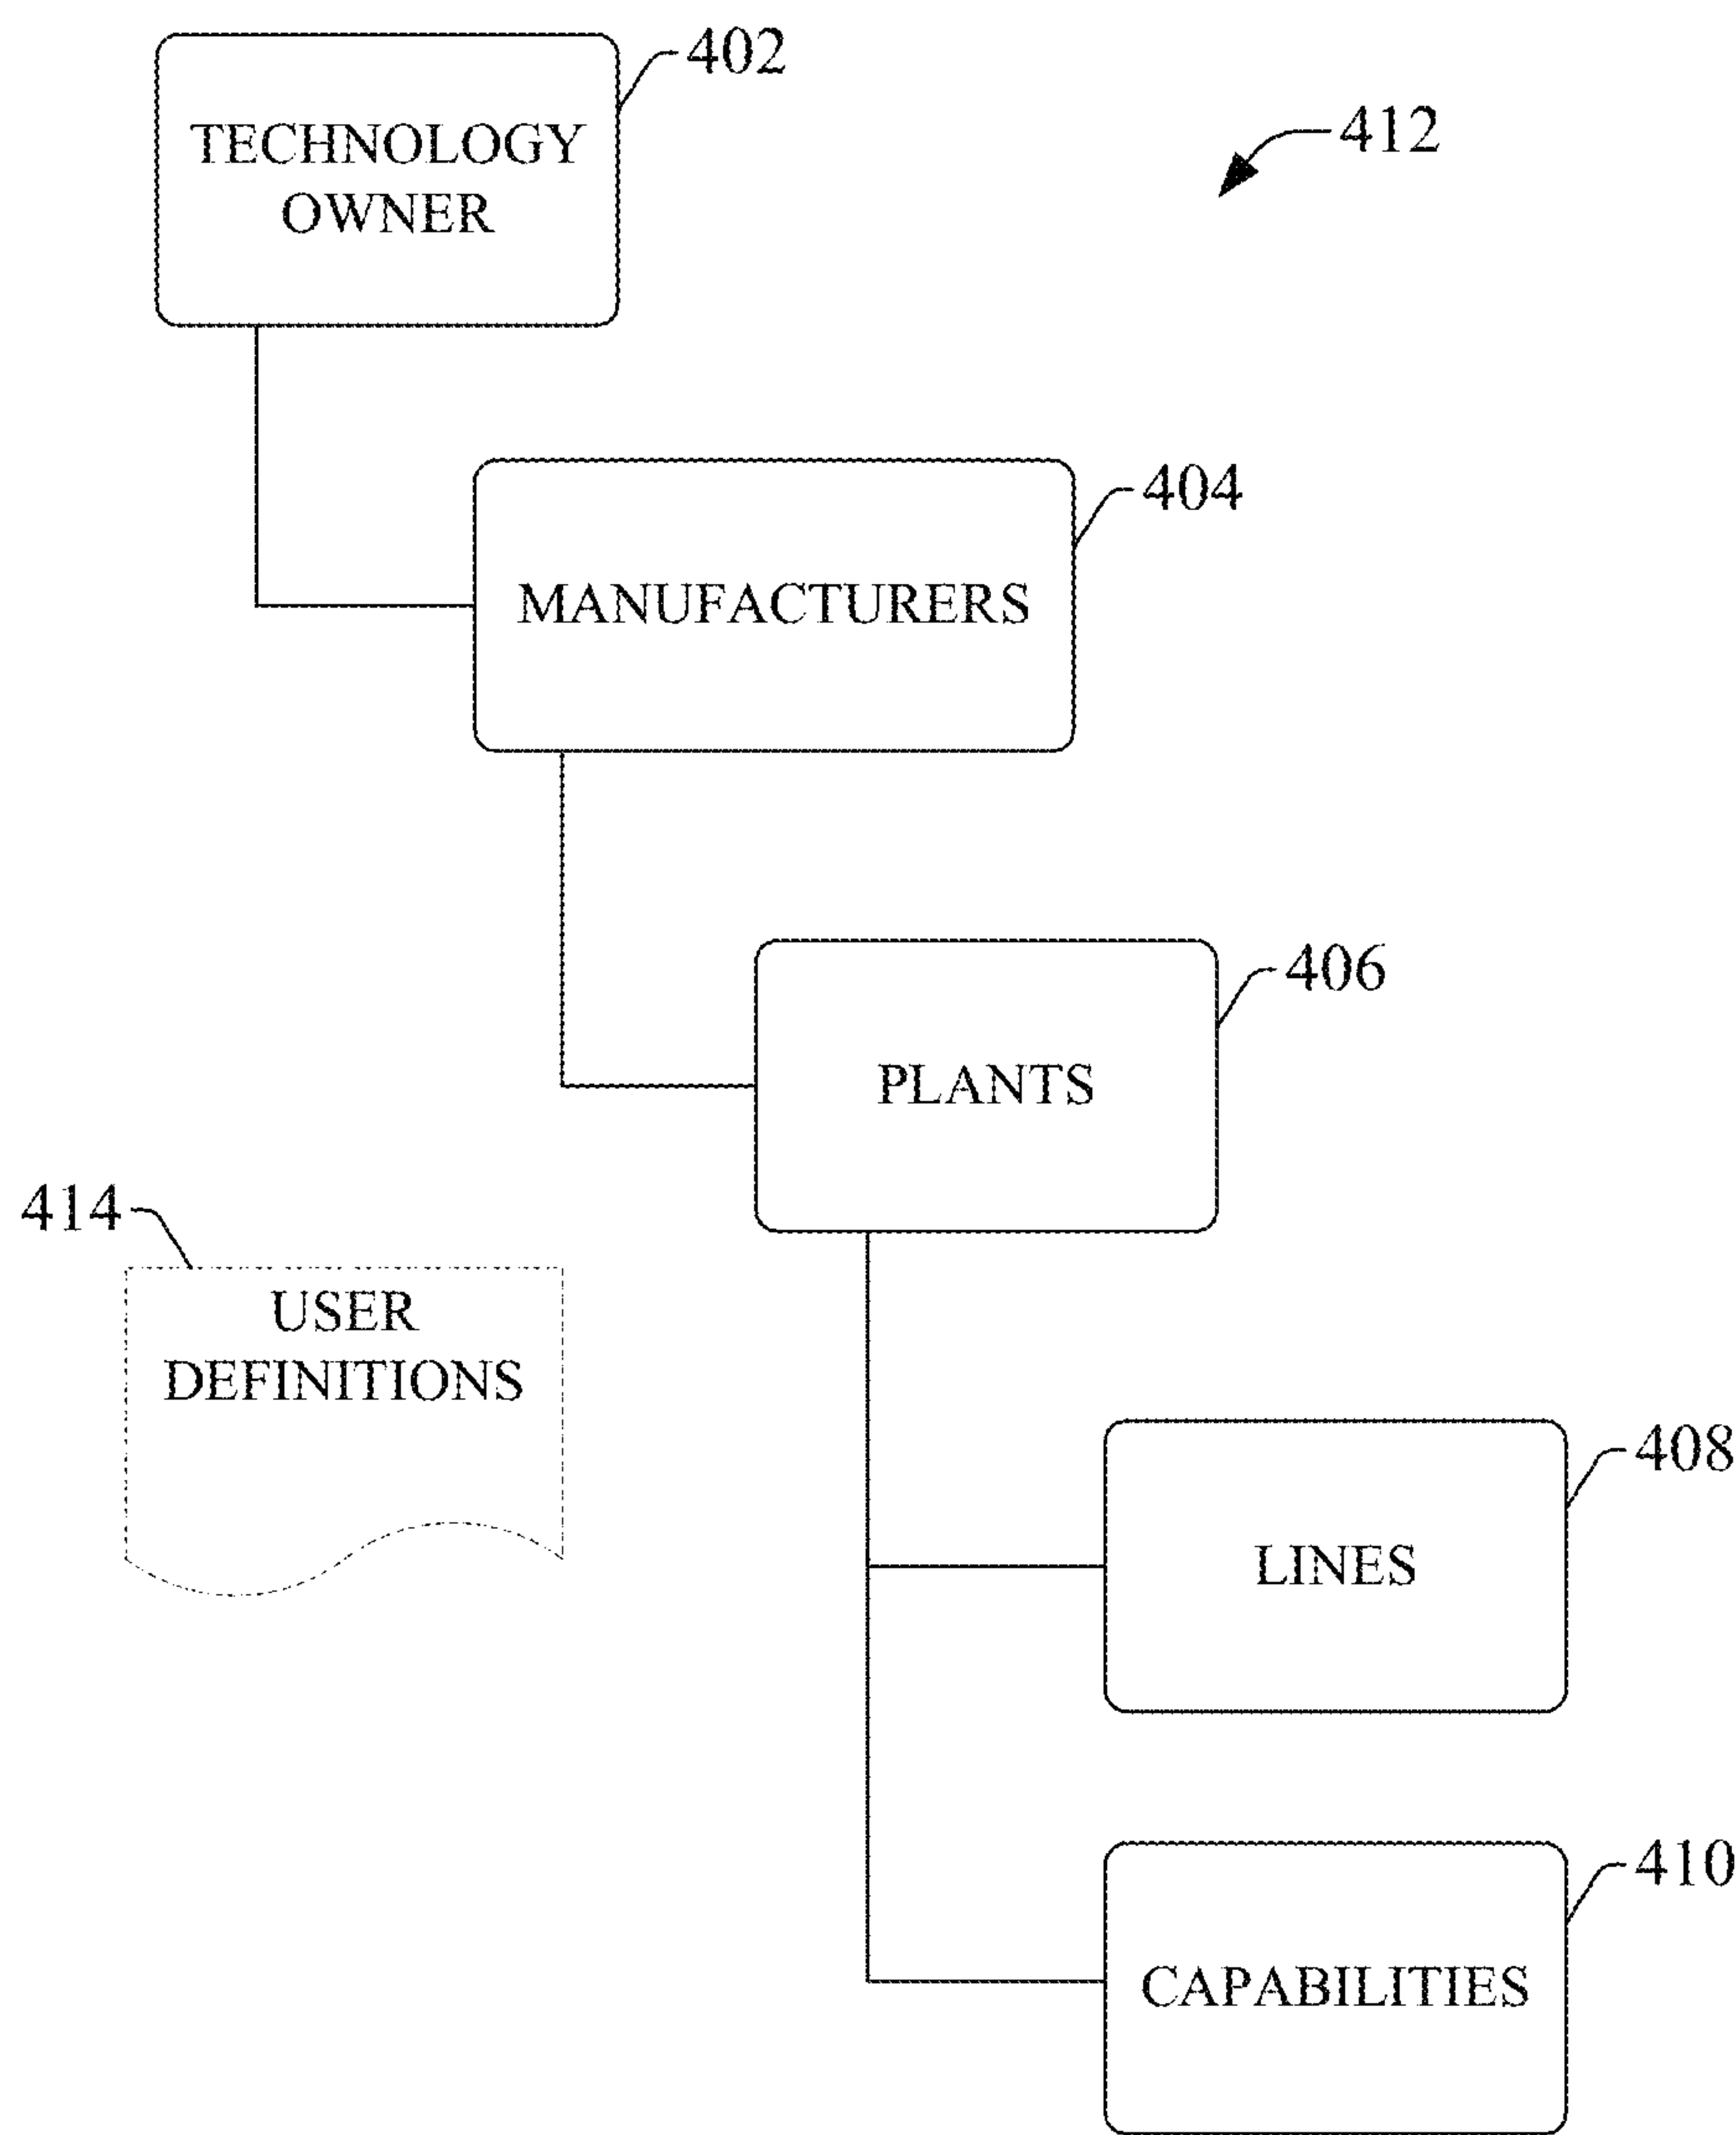 402
TECHNOLOGY
OWNER
412
404
MANUFACTURERS
406
PLANTS
414
USER
DEFINITIONS
408
LINES
410
CAPABILITIES